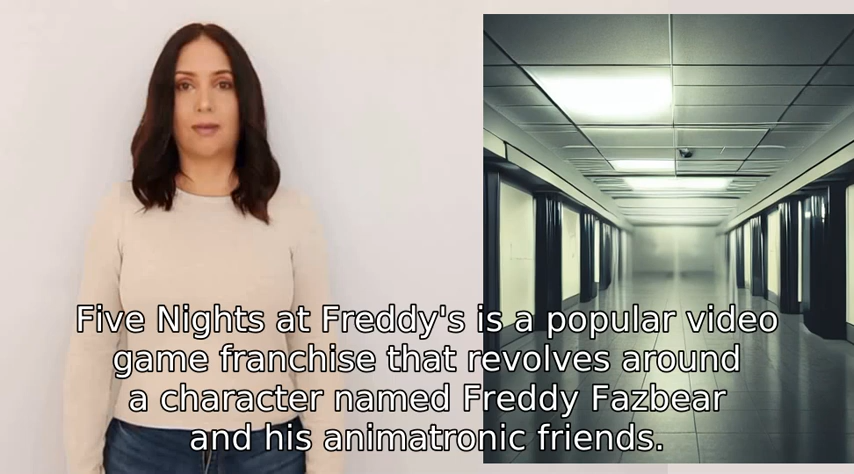 Five Nights at Freddy's is a popular video
game franchise that revolves around
a character named Freddy Fazbear
and his animatronic friends.